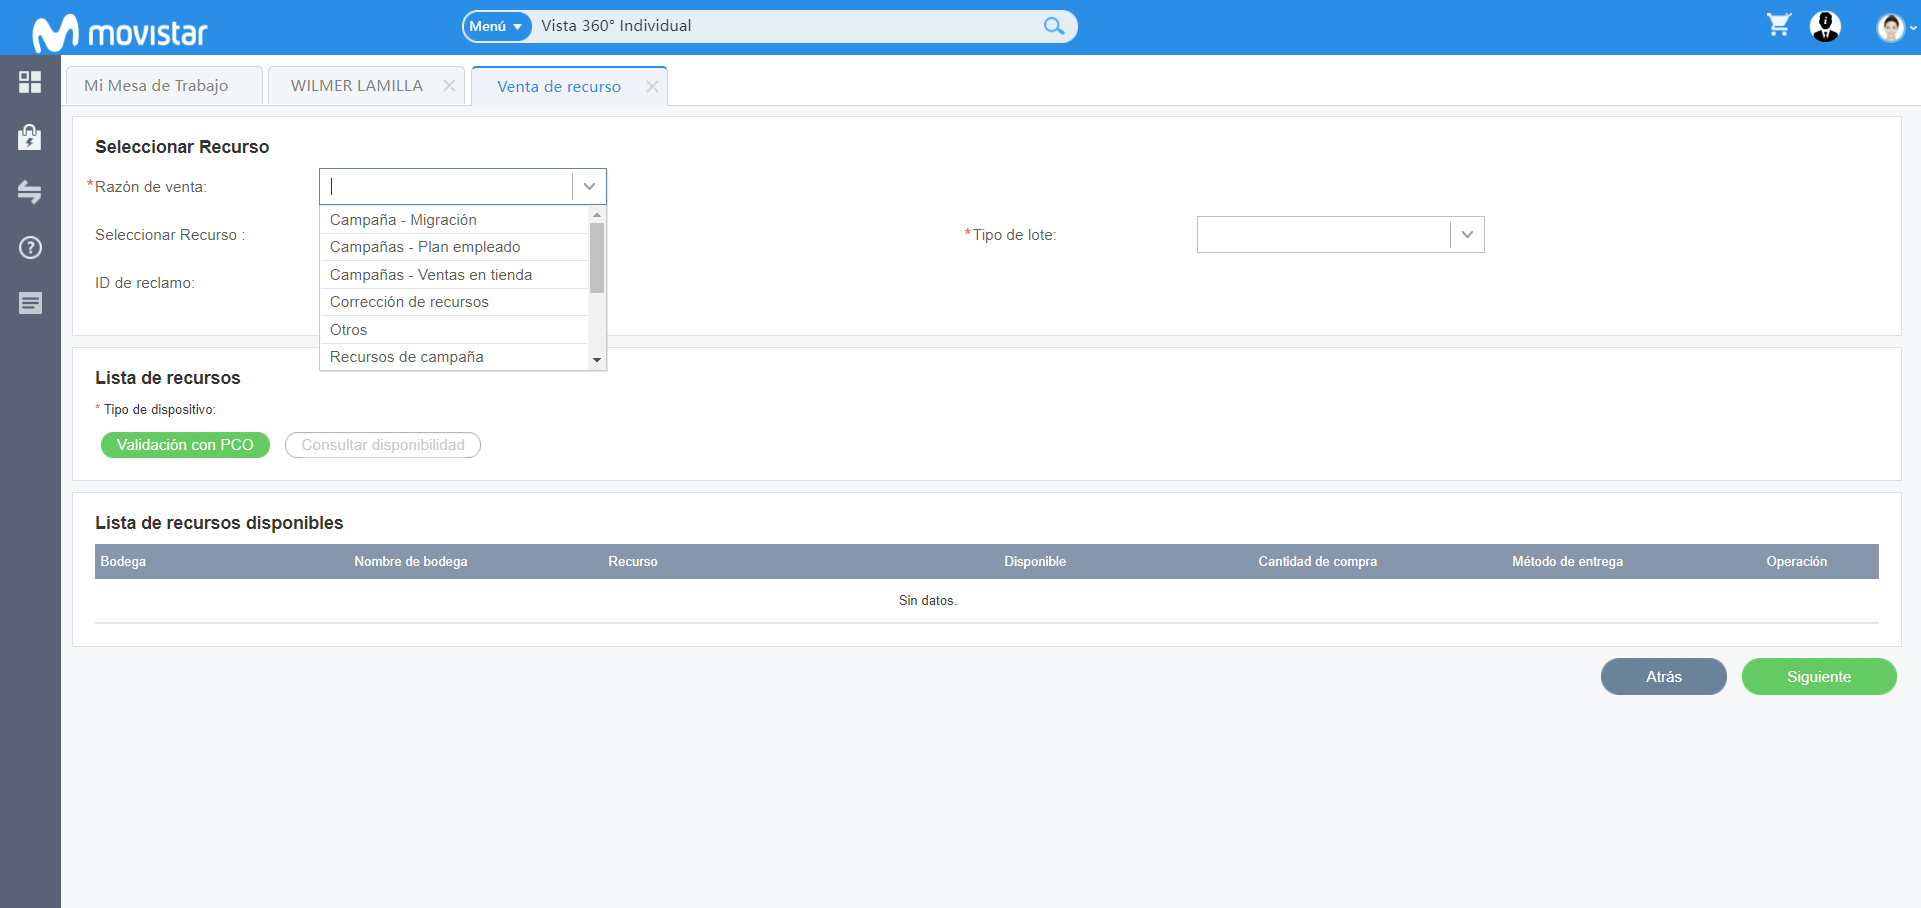 movistar
Menú
Vista 360° Individual
Mi Mesa de Trabajo
WILMER LAMILLA
Venta de recurso
Seleccionar Recurso
*Razón de venta:
Campaña - Migración
Campañas - Plan empleado
Campañas - Ventas en tienda
Corrección de recursos
Otros
Recursos de campaña
Seleccionar Recurso :
*Tipo de lote:
ID de reclamo:
Lista de recursos
* Tipo de dispositivo:
Validación con PCO
Consultar disponibilidad
Lista de recursos disponibles
Bodega Nombre de bodega Recurso Disponible Cantidad de compra Método de entrega Operación
Sin datos.
Atrás
Siguiente